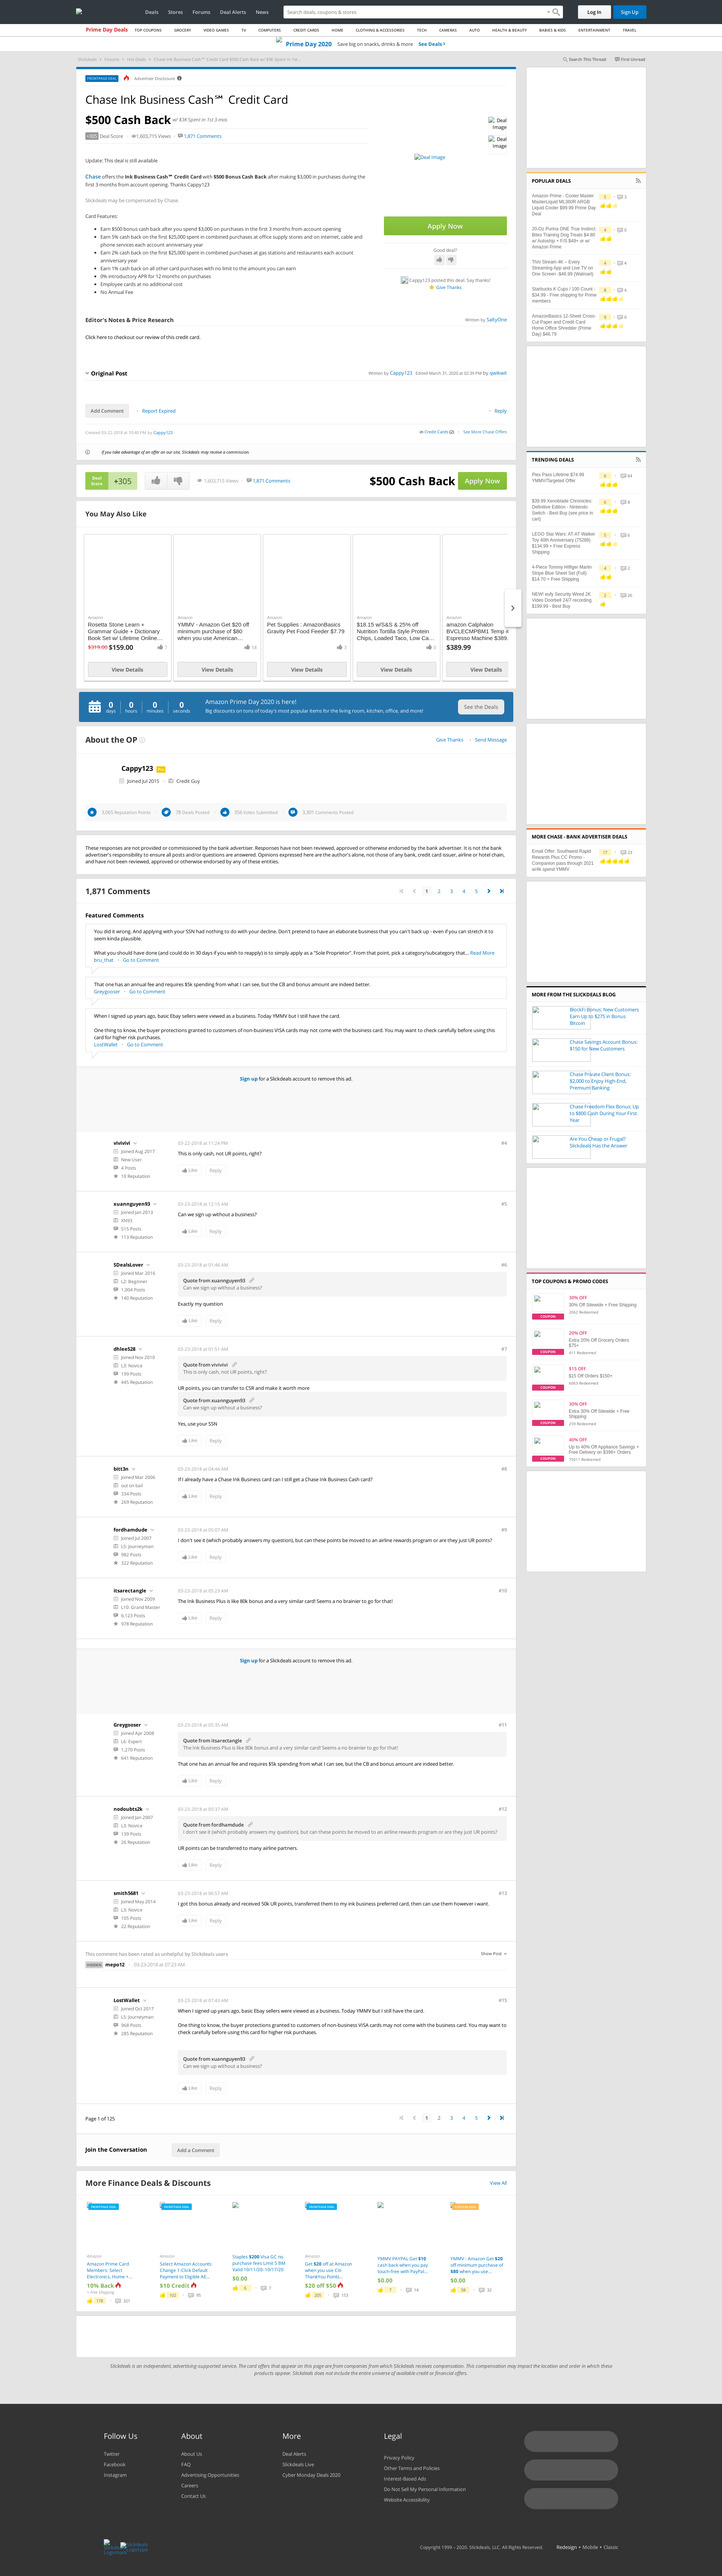 Deals Stores Forums Deal Alerts News
Search deals, coupons & stores
Log In Sign Up
Prime Day Deals TOP COUPONS GROCERY VIDEO GAMES TV COMPUTERS CREDIT CARDS HOME CLOTHING & ACCESSORIES TECH CAMERAS AUTO HEALTH & BEAUTY BABIES & KIDS ENTERTAINMENT TRAVEL
Prime Day 2020 Save big on snacks, drinks & more See Deals
Search This Thread First Unread
FRONTPAGE DEAL Advertiser Disclosure
Chase Ink Business Cash℠ Credit Card
$500 Cash Back w/ $3K Spend in 1st 3 mos
+305 Deal Score 1,603,715 Views 1,871 Comments
Deal Image
Deal Image
Deal Image
Update: This deal is still available
Chase offers the Ink Business Cash℠ Credit Card with $500 Bonus Cash Back after making $3,000 in purchases during the
first 3 months from account opening. Thanks Cappy123
Slickdeals may be compensated by Chase.
Card Features:
Earn $500 bonus cash back after you spend $3,000 on purchases in the first 3 months from account opening
Earn 5% cash back on the first $25,000 spent in combined purchases at office supply stores and on internet, cable and
phone services each account anniversary year
Earn 2% cash back on the first $25,000 spent in combined purchases at gas stations and restaurants each account
anniversary year
Earn 1% cash back on all other card purchases with no limit to the amount you can earn
0% introductory APR for 12 months on purchases
Employee cards at no additional cost
No Annual Fee
Apply Now
Good deal?
Cappy123 posted this deal. Say thanks!
Give Thanks
Editor's Notes & Price Research Written by SaltyOne
Click here to checkout our review of this credit card.
Original Post Written by Cappy123 Edited March 31, 2020 at 02:39 PM by qwikwit
Add Comment Report Expired Reply
Created 03-22-2018 at 10:40 PM by Cappy123
Credit Cards (2) See More Chase Offers
If you take advantage of an offer on our site, Slickdeals may receive a commission.
Deal Score +305 1,603,715 Views 1,871 Comments $500 Cash Back Apply Now
You May Also Like
Amazon
Rosetta Stone Learn +
Grammar Guide + Dictionary
Book Set w/ Lifetime Online...
$319.00 $159.00
View Details
Amazon
YMMV - Amazon Get $20 off
minimum purchase of $80
when you use American...
View Details
Amazon
Pet Supplies : AmazonBasics
Gravity Pet Food Feeder $7.79
View Details
Amazon
$18.15 w/S&S & 25% off
Nutrition Tortilla Style Protein
Chips, Loaded Taco, Low Ca...
View Details
Amazon
amazon Calphalon
BVCLECMPBM1 Temp iQ
Espresso Machine $389.
$389.99
View Details
0 days 0 hours 0 minutes 0 seconds
Amazon Prime Day 2020 is here!
Big discounts on tons of today's most popular items for the living room, kitchen, office, and more!
See the Deals
About the OP Give Thanks Send Message
Cappy123
Joined Jul 2015 Credit Guy
3,065 Reputation Points 78 Deals Posted 356 Votes Submitted 3,301 Comments Posted
The responses are not provided or commissioned by the bank advertiser. Responses have not been reviewed, approved or otherwise endorsed by the bank advertiser. It is not the bank
advertiser's responsibility to ensure all posts and/or questions are answered. Opinions expressed here are the author's alone, not those of any bank, credit card issuer, airlines or hotel chain,
and have not been reviewed, approved or otherwise endorsed by any of these entities.
1,871 Comments 1 2 3 4 5
Featured Comments
You did it wrong. And applying with your SSN had nothing to do with your decline. Don't pretend to have an elaborate business that you can't back up - even if you can stretch it to
seem kinda plausible.
What you should have done (and could do in 30 days if you wish to reapply) is to simply apply as a "Sole Proprietor". From that point, pick a category/subcategory that... Read More
bru_that Go to Comment
That one has an annual fee and requires $5k spending from what I can see, but the CB and bonus amount are indeed better.
Greygooser Go to Comment
When I signed up years ago, basic Ebay sellers were viewed as a business. Today YMMV but I still have the card.
One thing to know, the buyer protections granted to customers of non-business VISA cards may not come with the business card. You may want to check carefully before using this card
for for higher risk purchases.
LostWallet Go to Comment
Sign up for a Slickdeals account to remove this ad.
vivivivi
Joined Aug 2017
New User
4 Posts
10 Reputation
03-22-2018 at 11:24 PM #4
This is only cash, not UR points, right?
Like Reply
xuannguyen93
Joined Jan 2013
XN93
515 Posts
113 Reputation
03-23-2018 at 12:15 AM #5
Can we sign up without a business?
Like Reply
SDealsLover
Joined Mar 2016
L2: Beginner
1,004 Posts
140 Reputation
03-23-2018 at 01:46 AM #6
Quote from xuannguyen93
Can we sign up without a business?
Exactly my question
Like Reply
dhlee528
Joined Nov 2010
L3: Novice
199 Posts
445 Reputation
03-23-2018 at 01:51 AM #7
Quote from vivivivi
This is only cash, not UR points, right?
UR points, you can transfer to CSR and make it worth more
Quote from xuannguyen93
Can we sign up without a business?
Yes, use your SSN
Like Reply
bitt3n
Joined Mar 2006
out on bail
334 Posts
269 Reputation
03-23-2018 at 04:44 AM #8
If I already have a Chase Ink Business card can I still get a Chase Ink Business Cash card?
Like Reply
fordhamdude
Joined Jul 2007
L5: Journeyman
982 Posts
322 Reputation
03-23-2018 at 05:07 AM #9
I don't see it (which probably answers my question), but can these points be moved to an airline rewards program or are they just UR points?
Like Reply
itsarectangle
Joined Nov 2009
L10: Grand Master
6,123 Posts
978 Reputation
03-23-2018 at 05:23 AM #10
The Ink Business Plus is like 80k bonus and a very similar card! Seems a no brainier to go for that!
Like Reply
Sign up for a Slickdeals account to remove this ad.
Greygooser
Joined Apr 2008
L6: Expert
1,270 Posts
641 Reputation
03-23-2018 at 05:35 AM #11
Quote from itsarectangle
The Ink Business Plus is like 80k bonus and a very similar card! Seems a no brainier to go for that!
That one has an annual fee and requires $5k spending from what I can see, but the CB and bonus amount are indeed better.
Like Reply
nodoubts2k
Joined Jan 2007
L3: Novice
139 Posts
26 Reputation
03-23-2018 at 05:37 AM #12
Quote from fordhamdude
I don't see it (which probably answers my question), but can these points be moved to an airline rewards program or are they just UR points?
UR points can be transferred to many airline partners.
Like Reply
smith5681
Joined May 2014
L3: Novice
105 Posts
22 Reputation
03-23-2018 at 06:57 AM #13
I got this bonus already and received 50k UR points, transferred them to my ink business preferred card, then can use them however i want.
Like Reply
This comment has been rated as unhelpful by Slickdeals users Show Post
HIDDEN mepo12 03-23-2018 at 07:23 AM
LostWallet
Joined Oct 2017
L5: Journeyman
968 Posts
285 Reputation
03-23-2018 at 07:43 AM #15
When I signed up years ago, basic Ebay sellers were viewed as a business. Today YMMV but I still have the card.
One thing to know, the buyer protections granted to customers of non-business VISA cards may not come with the business card. You may want to
check carefully before using this card for for higher risk purchases.
Quote from xuannguyen93
Can we sign up without a business?
Like Reply
Page 1 of 125 1 2 3 4 5
Join the Conversation Add a Comment
More Finance Deals & Discounts View All
FRONTPAGE DEAL
Amazon
Amazon Prime Card
Members: Select
Electronics, Home +...
10% Back
+ Free Shipping
178 301
FRONTPAGE DEAL
Amazon
Select Amazon Accounts:
Change 1-Click Default
Payment to Eligible AE...
$10 Credit
102 95
Staples $200 Visa GC no
purchase fees Limit 5 BM
Valid 10/11/20-10/17/20
$0.00
6 7
FRONTPAGE DEAL
Amazon
Get $20 off at Amazon
when you use Citi
ThankYou Points...
$20 off $50
205 153
YMMV PAYPAL Get $10
cash back when you pay
touch free with PayPal...
$0.00
7 14
YMMV - Amazon Get $20
off minimum purchase of
$80 when you use...
$0.00
58 32
POPULAR DEALS
Amazon Prime - Cooler Master
MasterLiquid ML360R ARGB
Liquid Cooler $99.99 Prime Day
Deal
20-Oz Purina ONE True Instinct
Bites Training Dog Treats $4.80
w/ Autoship + F/S $49+ or w/
Amazon Prime
TiVo Stream 4K – Every
Streaming App and Live TV on
One Screen -$46.99 (Walmart)
Starbucks K Cups / 100 Count -
$34.99 - Free shipping for Prime
members
AmazonBasics 12-Sheet Cross-
Cut Paper and Credit Card
Home Office Shredder (Prime
Day) $48.79
TRENDING DEALS
Plex Pass Lifetime $74.98
YMMV/Targeted Offer
$39.99 Xenoblade Chronicles:
Definitive Edition - Nintendo
Switch - Best Buy (see price in
cart)
LEGO Star Wars: AT-AT Walker
Toy 40th Anniversary (75288)
$134.99 + Free Express
Shipping
4-Piece Tommy Hilfiger Marlin
Stripe Blue Sheet Set (Full)
$14.70 + Free Shipping
NEW! eufy Security Wired 2K
Video Doorbell 24/7 recording
$199.99 - Best Buy
MORE CHASE - BANK ADVERTISER DEALS
Email Offer: Southwest Rapid
Rewards Plus CC Promo -
Companion pass through 2021
w/4k spend YMMV
MORE FROM THE SLICKDEALS BLOG
BlockFi Bonus: New Customers
Earn Up to $275 in Bonus
Bitcoin
Chase Savings Account Bonus:
$150 for New Customers
Chase Private Client Bonus:
$2,000 to Enjoy High-End,
Premium Banking
Chase Freedom Flex Bonus: Up
to $800 Cash During Your First
Year
Are You Cheap or Frugal?
Slickdeals Has the Answer
TOP COUPONS & PROMO CODES
30% OFF
30% Off Sitewide + Free Shipping
COUPON
20% OFF
Extra 20% Off Grocery Orders
$75+
COUPON
$15 OFF
$15 Off Orders $150+
COUPON
30% OFF
Extra 30% Off Sitewide + Free
Shipping
COUPON
40% OFF
Up to 40% Off Appliance Savings +
Free Delivery on $396+ Orders
COUPON
Slickdeals is an independent, advertising-supported service. The card offers that appear on this page are from companies from which Slickdeals receives compensation. This compensation may impact the location and order in which these
products appear. Slickdeals does not include the entire universe of available credit or financial offers.
Follow Us
Twitter
Facebook
Instagram
About
About Us
FAQ
Advertising Opportunities
Careers
Contact Us
More
Deal Alerts
Slickdeals Live
Cyber Monday Deals 2020
Legal
Privacy Policy
Other Terms and Policies
Interest-Based Ads
Do Not Sell My Personal Information
Website Accessibility
Copyright 1999 - 2020. Slickdeals, LLC. All Rights Reserved. Redesign • Mobile • Classic